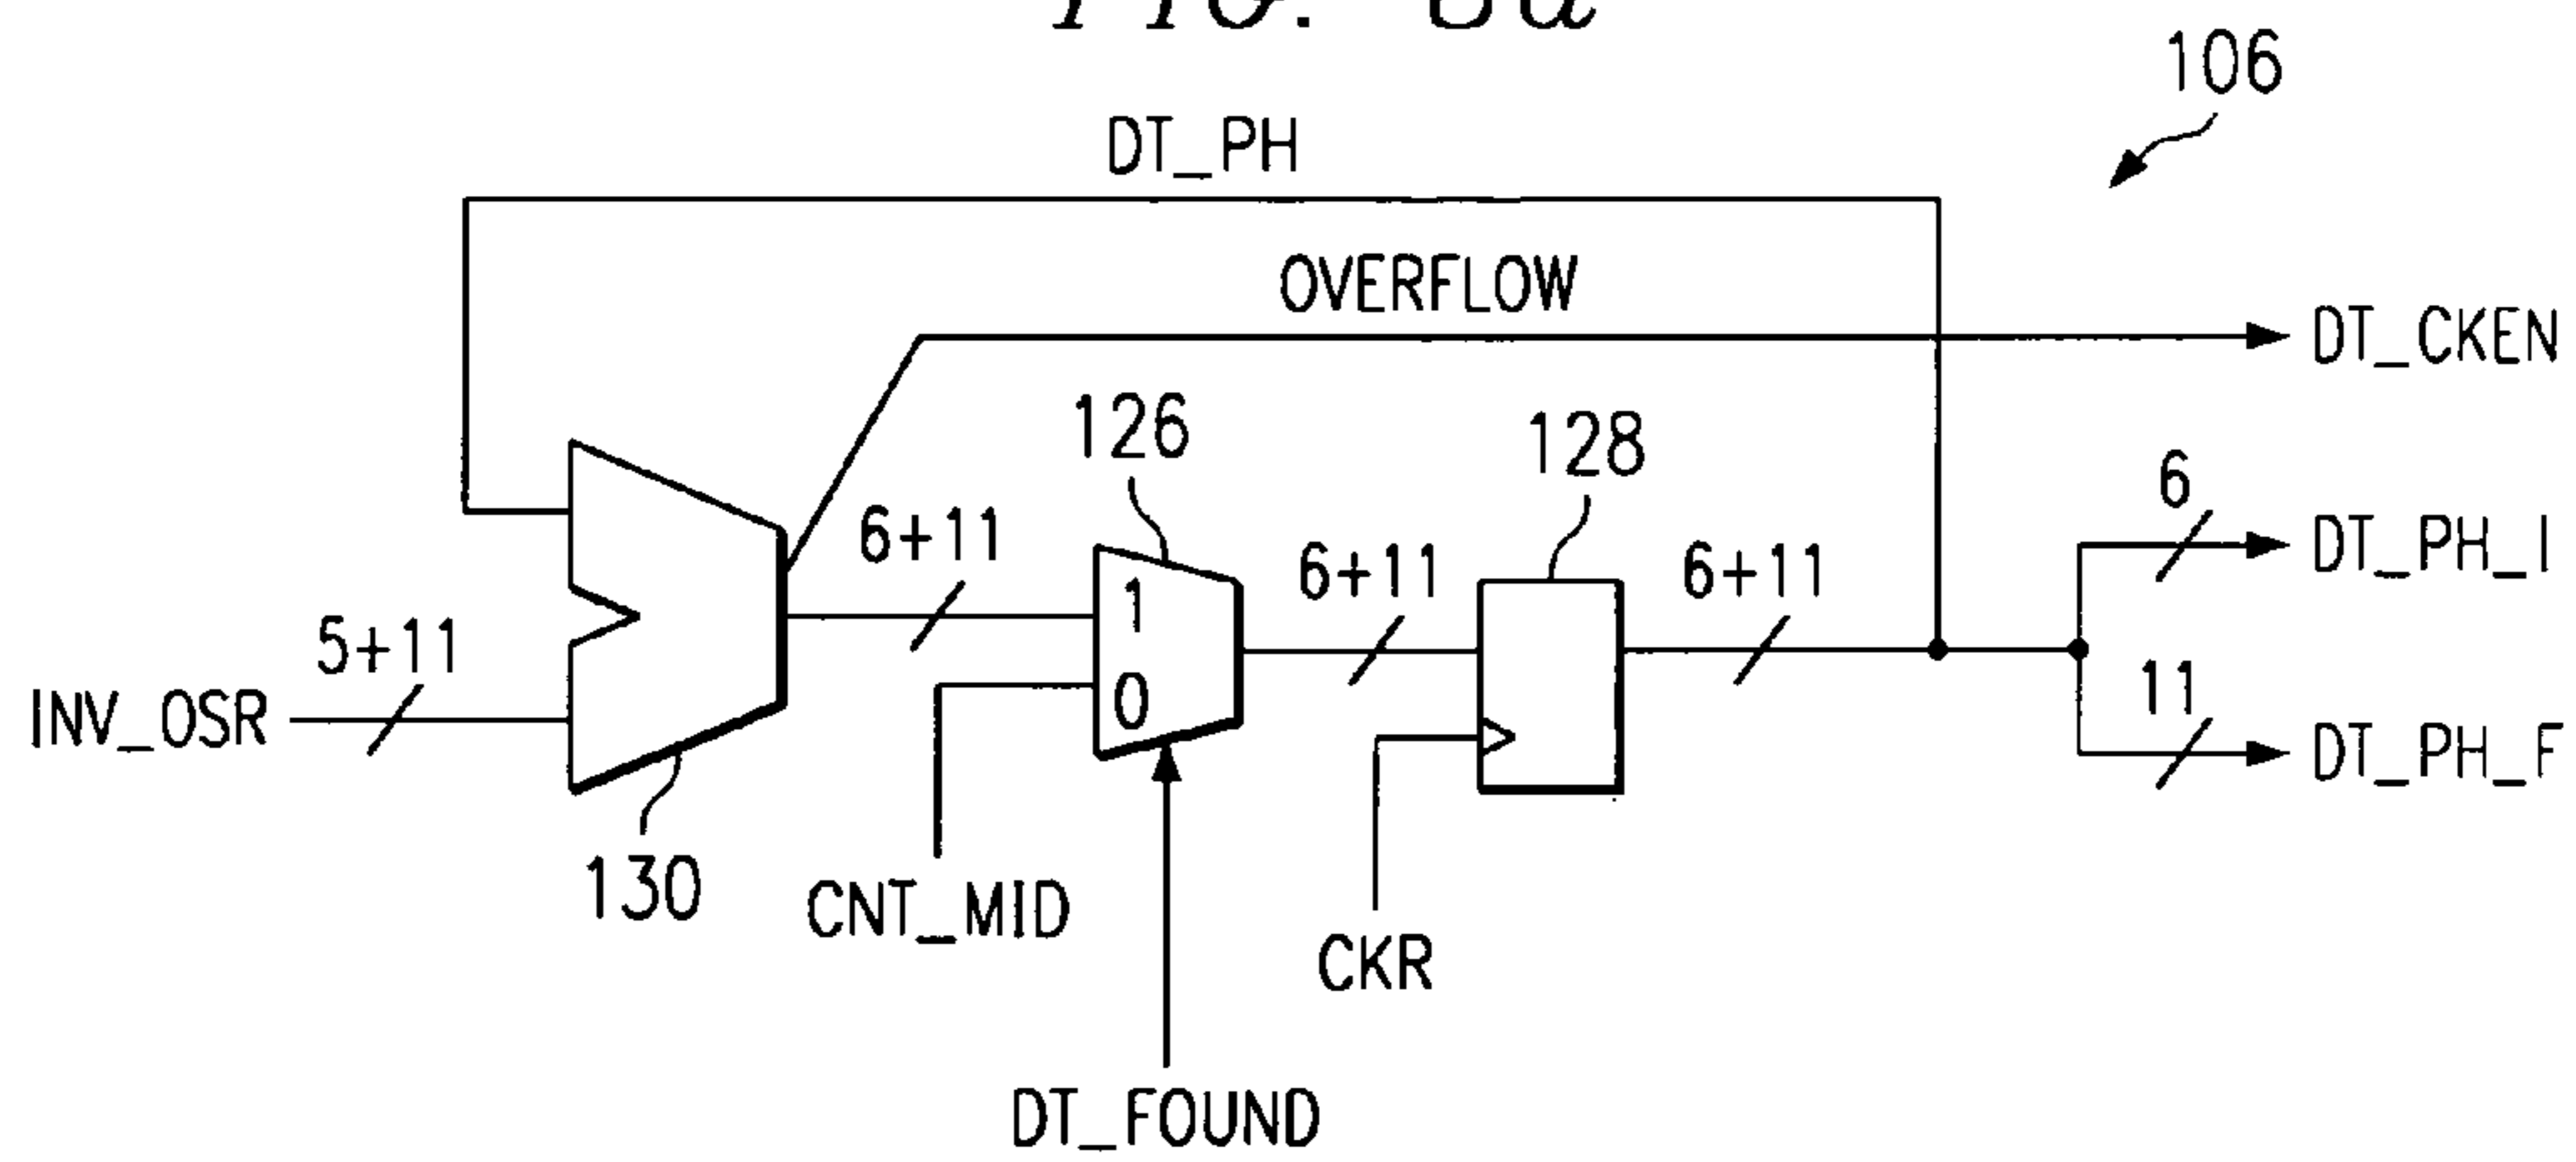 106
DT_PH
OVERFLOW
DT_CKEN
126
128
6
6+11
6+11
6+11
DT_PH_I
5+11
1
11
INV_OSR
0
DT_PH_F
130
CNT_MID
CKR
DT_FOUND